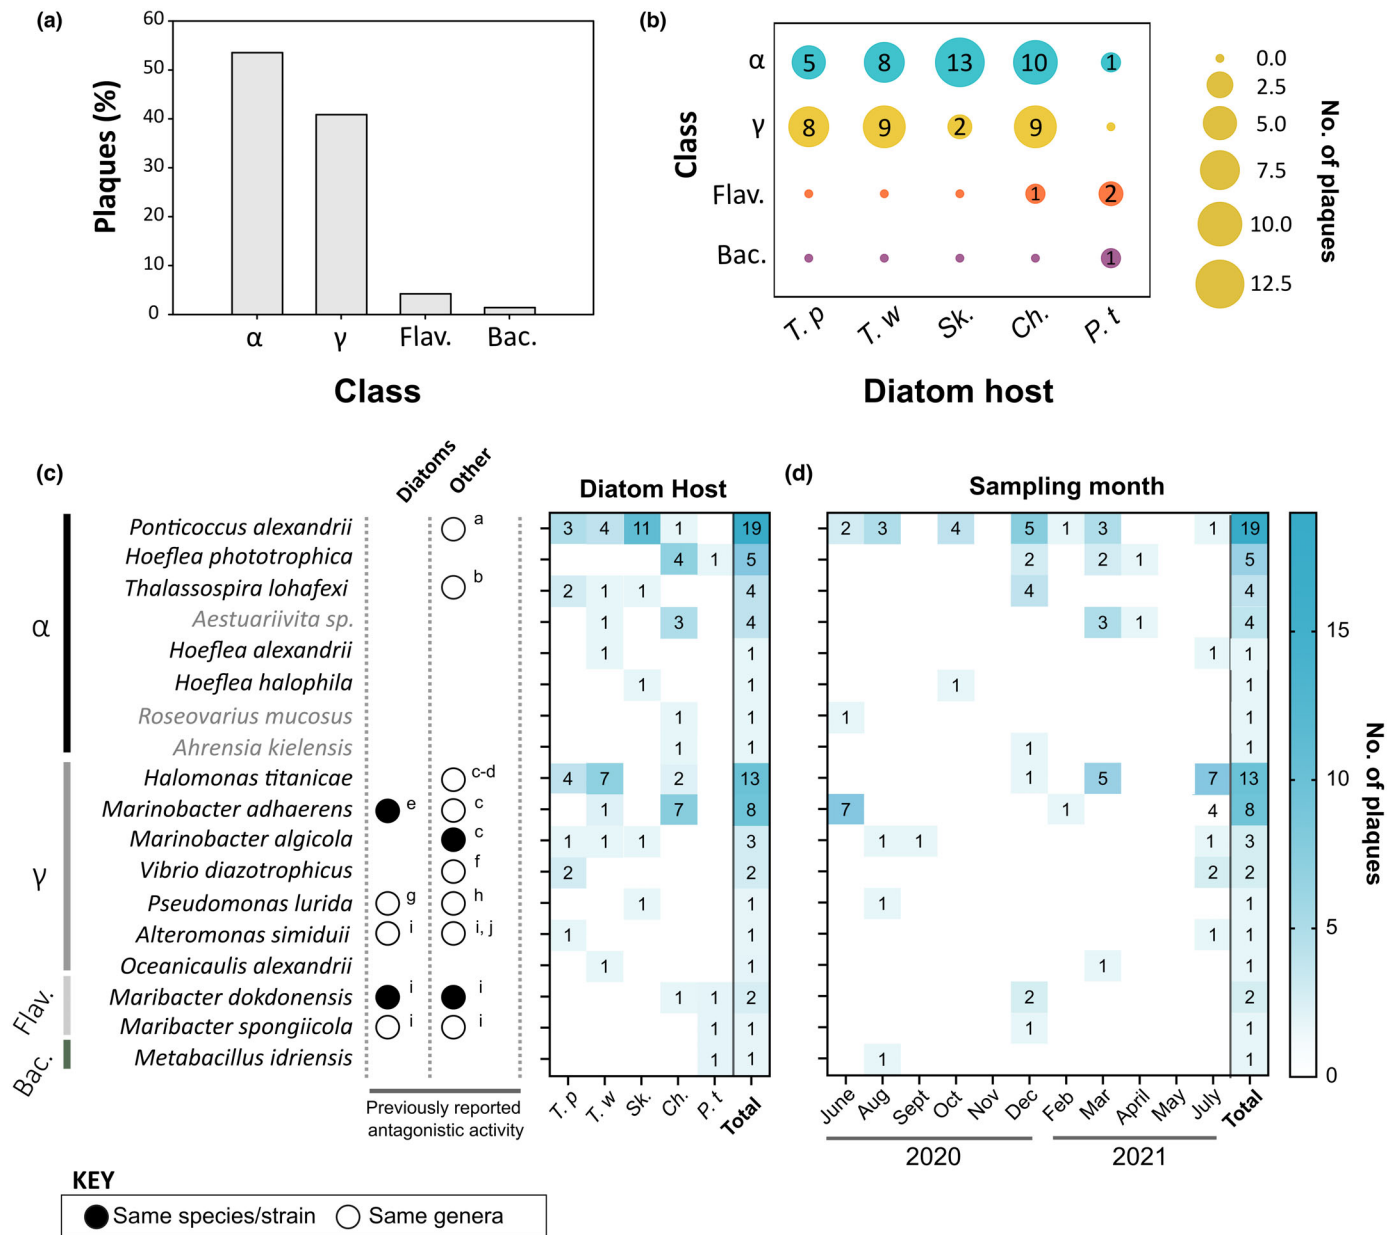 (a)
60
50
40
30
20
10
0
Plaques (%)
α γ Flav. Bac.
Class
(b)
Class
α 5 8 13 10 1
γ 8 9 2 9
Flav. 1 2
Bac. 1
T. p T. w Sk. Ch. P. t
Diatom host
0.0
2.5
5.0
7.5
10.0
12.5
No. of plaques
(c)
Diatoms Other
Diatom Host
(d)
Sampling month
α
Ponticoccus alexandrii a 3 4 11 1 19 2 3 4 5 1 3 1 19
Hoeflea phototrophica 4 1 5 2 2 1 5
Thalassospira lohafexi b 2 1 1 4 4 4
Aestuariivita sp. 1 3 4 3 1 4
Hoeflea alexandrii 1 1 1 1
Hoeflea halophila 1 1 1 1
Roseovarius mucosus 1 1 1 1
Ahrensia kielensis 1 1 1 1
γ
Halomonas titanicae c-d 4 7 2 13 1 5 7 13
Marinobacter adhaerens e c 1 7 8 7 1 4 8
Marinobacter algicola c 1 1 1 3 1 1 1 3
Vibrio diazotrophicus f 2 2 2 2
Pseudomonas lurida g h 1 1 1 1
Alteromonas simiduii i i, j 1 1 1 1
Oceanicaulis alexandrii 1 1 1 1
Flav.
Maribacter dokdonensis i i 1 1 2 2 2
Maribacter spongiicola i i 1 1 1 1
Bac.
Metabacillus idriensis 1 1 1 1
Previously reported
antagonistic activity
T. p T. w Sk. Ch. P. t Total
June Aug Sept Oct Nov Dec Feb Mar April May July Total
2020 2021
15
10
5
0
No. of plaques
KEY
Same species/strain Same genera